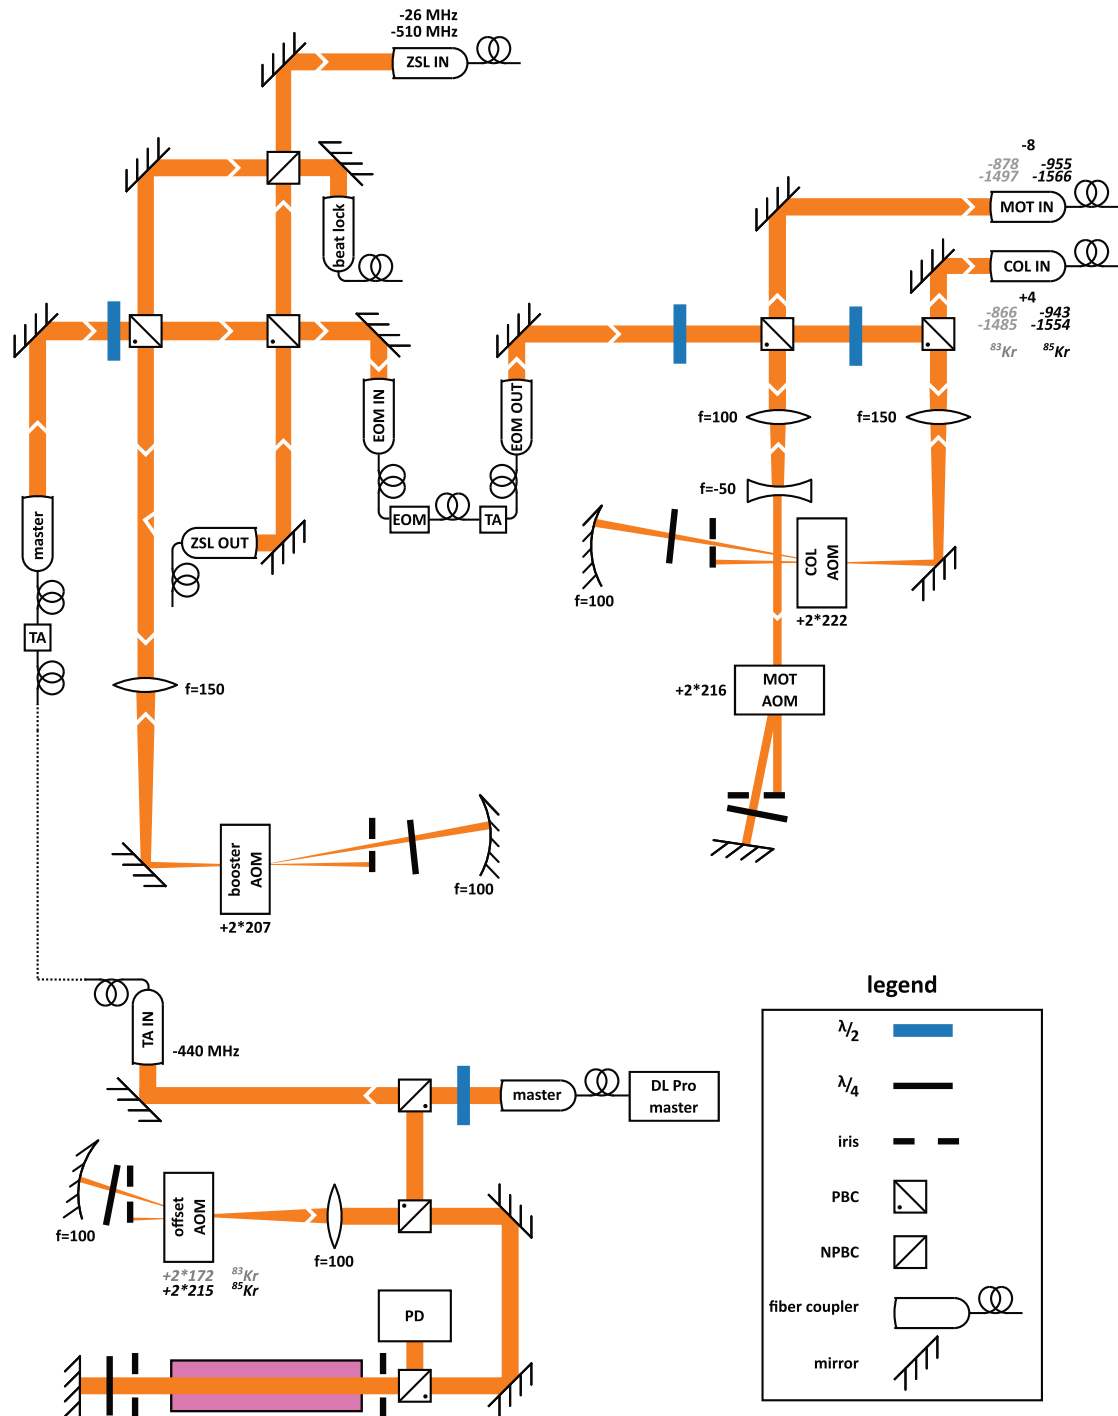 -26 MHz
-510 MHz
ZSL IN
beat lock
-8
-878 -955
-1497 -1566
MOT IN
COL IN
+4
-866 -943
-1485 -1554
83Kr 85Kr
EOM IN
EOM OUT
f=100
f=150
f=-50
master
ZSL OUT
EOM
TA
COL
AOM
f=100
+2*222
TA
f=150
+2*216
MOT
AOM
booster
AOM
f=100
+2*207
TA IN
-440 MHz
master
DL Pro
master
offset
AOM
f=100
f=100
+2*172 83Kr
+2*215 85Kr
PD
legend
λ/2
λ/4
iris
PBC
NPBC
fiber coupler
mirror